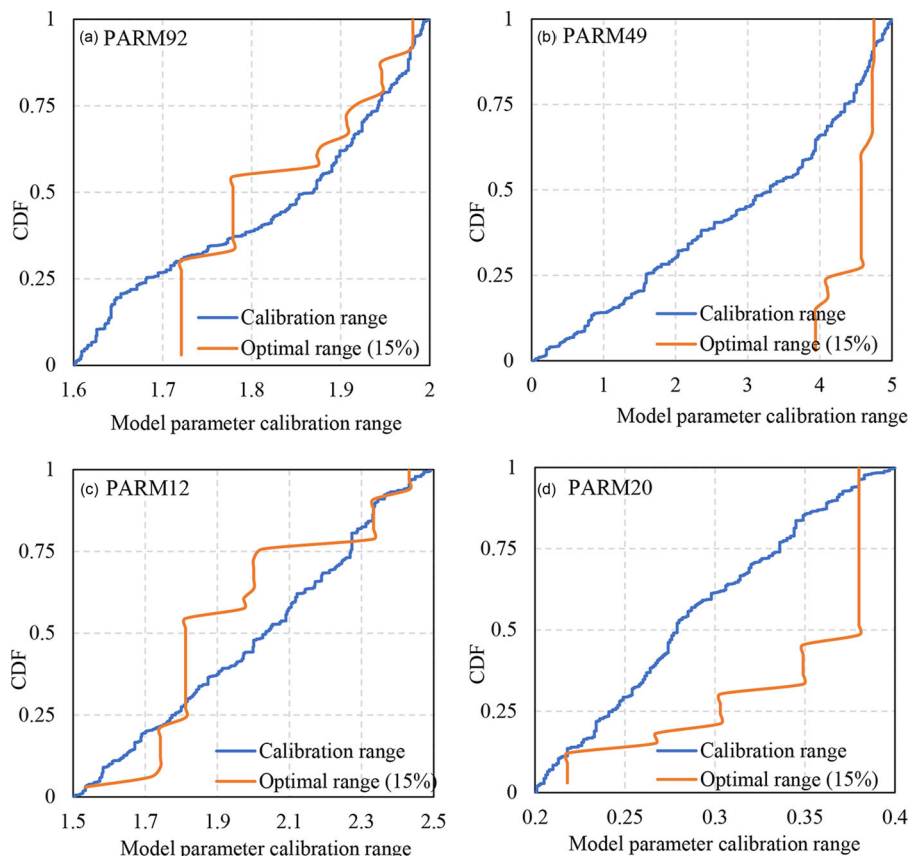 (a) PARM92
1
0.75
0.5
0.25
0
CDF
Calibration range
Optimal range (15%)
1.6 1.7 1.8 1.9 2
Model parameter calibration range
(b) PARM49
1
0.75
0.5
0.25
0
CDF
Calibration range
Optimal range (15%)
0 1 2 3 4 5
Model parameter calibration range
(c) PARM12
1
0.75
0.5
0.25
0
CDF
Calibration range
Optimal range (15%)
1.5 1.7 1.9 2.1 2.3 2.5
Model parameter calibration range
(d) PARM20
1
0.75
0.5
0.25
0
CDF
Calibration range
Optimal range (15%)
0.2 0.25 0.3 0.35 0.4
Model parameter calibration range